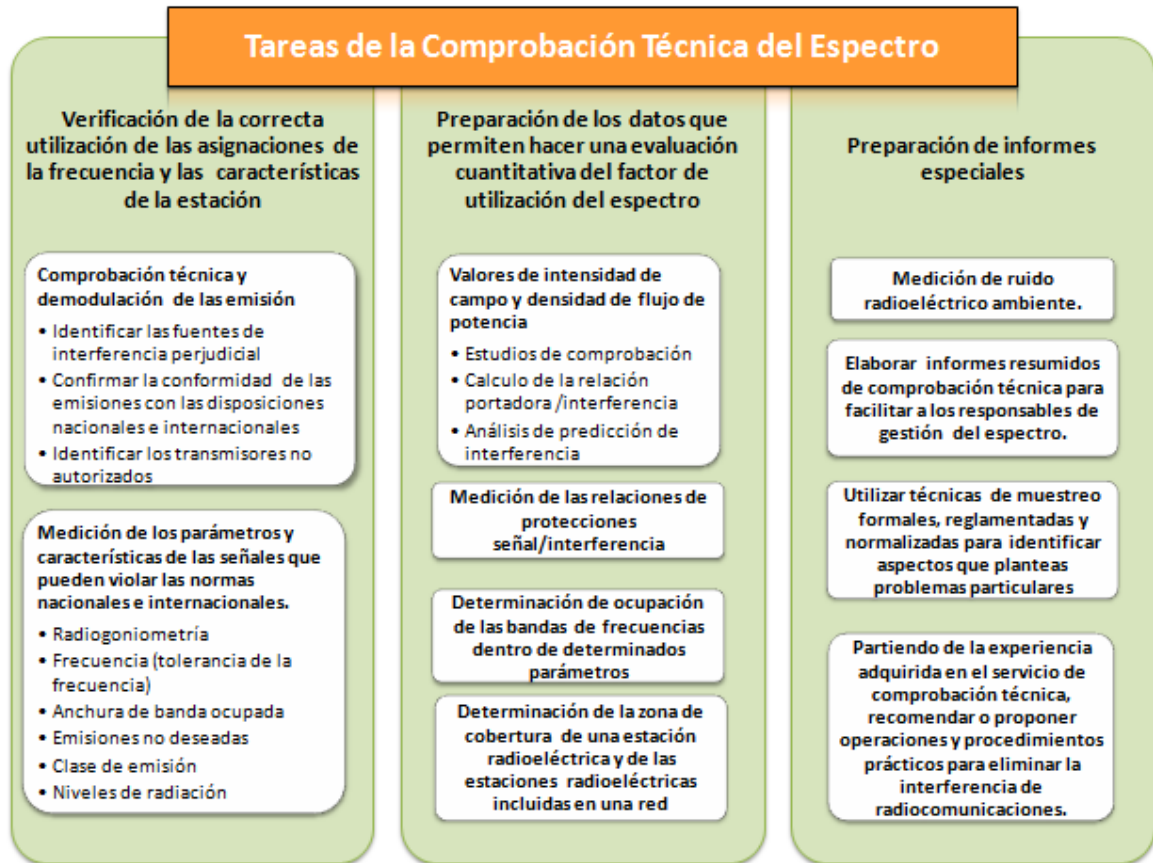 Tareas de la Comprobación Técnica del Espectro
Verificación de la correcta
utilización de las asignaciones de
la frecuencia y las características
de la estación
Comprobación técnica y
demodulación de las emisión
• Identificar las fuentes de
interferencia perjudicial
• Confirmar la conformidad de las
emisiones con las disposiciones
nacionales e internacionales
• Identificar los transmisores no
autorizados
Medición de los parámetros y
características de las señales que
pueden violar las normas
nacionales e internacionales.
• Radiogoniometría
• Frecuencia (tolerancia de la
frecuencia)
• Anchura de banda ocupada
• Emisiones no deseadas
• Clase de emisión
• Niveles de radiación
Preparación de los datos que
permiten hacer una evaluación
cuantitativa del factor de
utilización del espectro
Valores de intensidad de
campo y densidad de flujo de
potencia
• Estudios de comprobación
• Calculo de la relación
portadora /interferencia
• Análisis de predicción de
interferencia
Medición de las relaciones de
protecciones
señal/interferencia
Determinación de ocupación
de las bandas de frecuencias
dentro de determinados
parámetros
Determinación de la zona de
cobertura de una estación
radioeléctrica y de las
estaciones radioeléctricas
incluidas en una red
Preparación de informes
especiales
Medición de ruido
radioeléctrico ambiente.
Elaborar informes resumidos
de comprobación técnica para
facilitar a los responsables de
gestión del espectro.
Utilizar técnicas de muestreo
formales, reglamentadas y
normalizadas para identificar
aspectos que planteas
problemas particulares
Partiendo de la experiencia
adquirida en el servicio de
comprobación técnica,
recomendar o proponer
operaciones y procedimientos
prácticos para eliminar la
interferencia de
radiocomunicaciones.